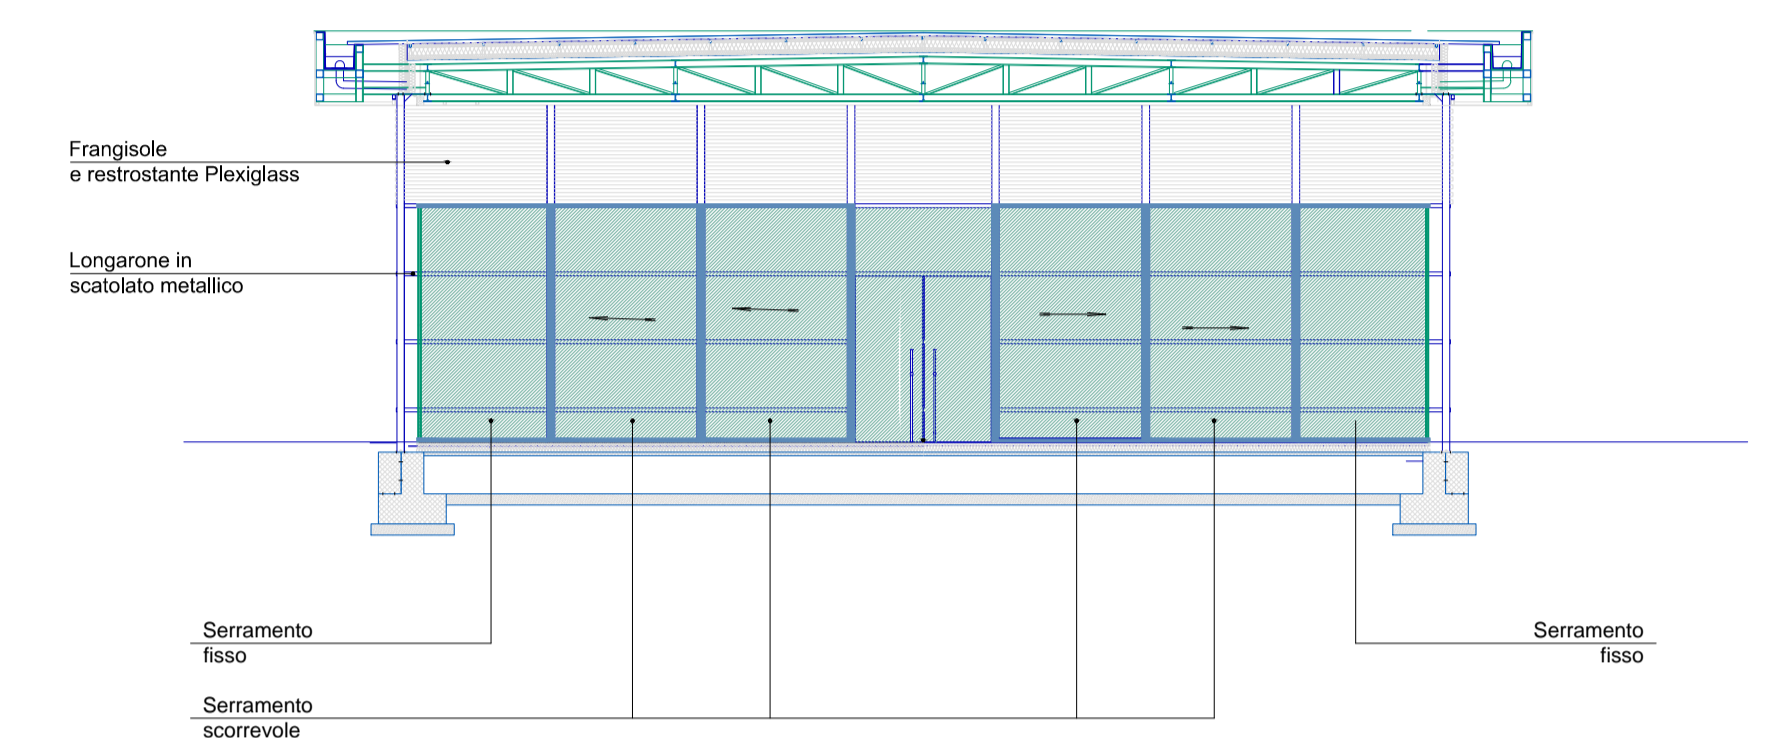 Frangisole
e restrostante Plexiglass
Longarone in
scatolato metallico
Serramento
fisso
Serramento
fisso
Serramento
scorrevole